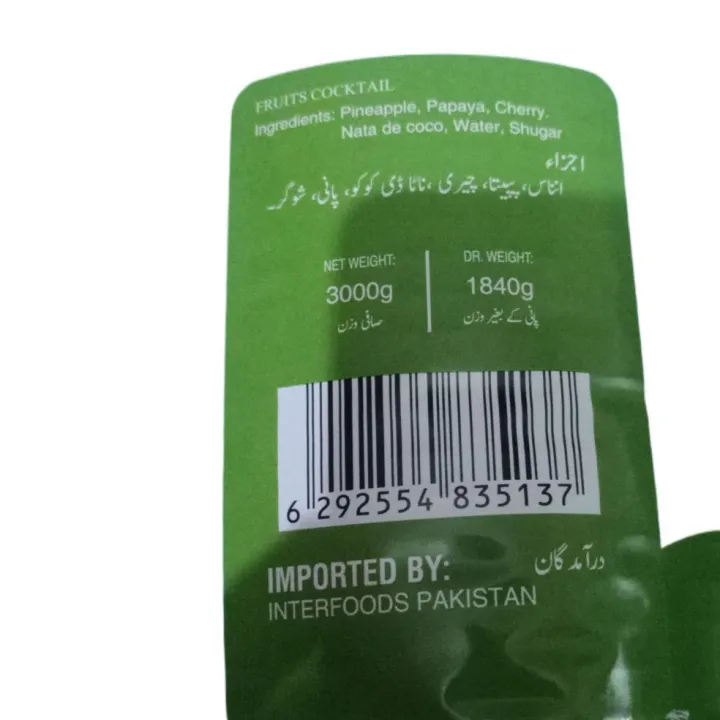 FRUITS COCKTAIL
Ingredients: Pineapple, Papaya, Cherry,
Nata de coco, Water, Shugar
اجزاء
انناس، پپیتا، چیری ،ناٹا ڈی کوکو، پانی، شوگر۔
NET WEIGHT:
3000g
صافی وزن
DR. WEIGHT:
1840g
پانی کے بغیر وزن
6 292554 835137
IMPORTED BY:
درآمدگان
INTERFOODS PAKISTAN